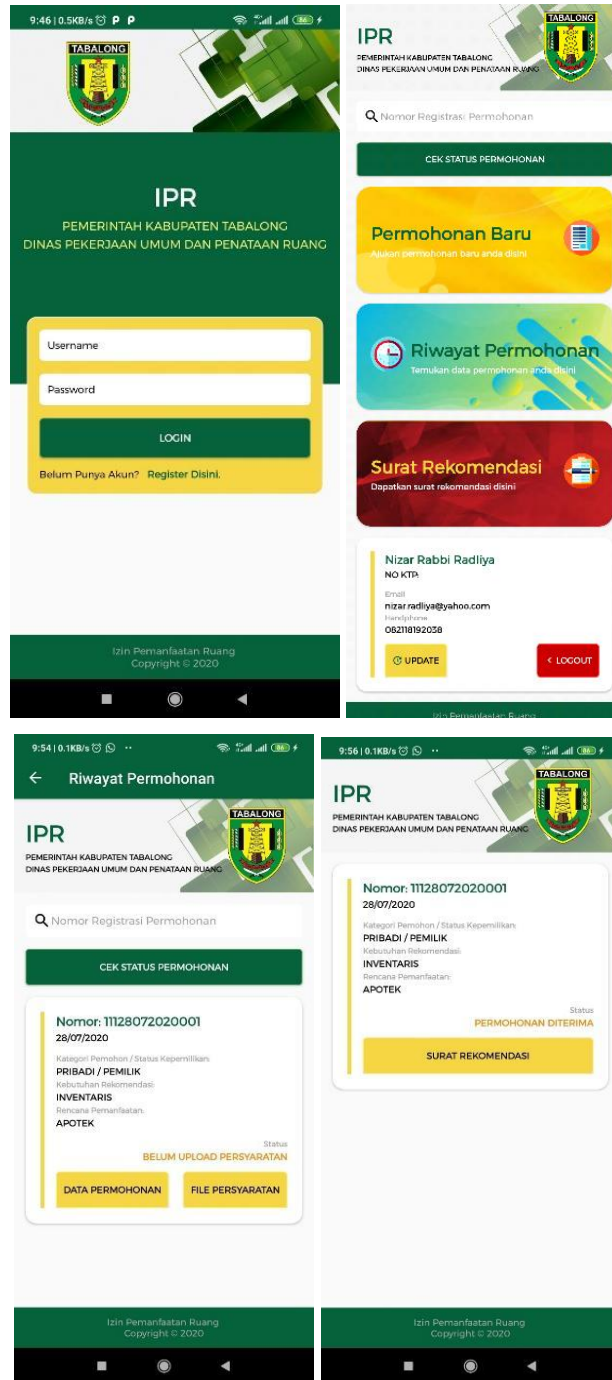 9:46 | 0.5KB/s
86
TABALONG
IPR
PEMERINTAH KABUPATEN TABALONG
DINAS PEKERJAAN UMUM DAN PENATAAN RUANG
Username
Password
LOGIN
Belum Punya Akun? Register Disini.
Izin Pemanfaatan Ruang
Copyright © 2020
IPR
TABALONG
PEMERINTAH KABUPATEN TABALONG
DINAS PEKERJAAN UMUM DAN PENATAAN RUANG
Nomor Registrasi Permohonan
CEK STATUS PERMOHONAN
Permohonan Baru
Ajukan permohonan baru anda disini
Riwayat Permohonan
Temukan data permohonan anda disini
Surat Rekomendasi
Dapatkan surat rekomendasi disini
Nizar Rabbi Radliya
NO KTP:
Email
nizar.radliya@yahoo.com
Handphone
082118192038
UPDATE
< LOGOUT
Izin Pemanfaatan Ruang
9:54 | 0.1KB/s
86
Riwayat Permohonan
TABALONG
IPR
PEMERINTAH KABUPATEN TABALONG
DINAS PEKERJAAN UMUM DAN PENATAAN RUANG
Nomor Registrasi Permohonan
CEK STATUS PERMOHONAN
Nomor: 11128072020001
28/07/2020
Kategori Pemohon / Status Kepemilikan:
PRIBADI / PEMILIK
Kebutuhan Rekomendasi:
INVENTARIS
Rencana Pemanfaatan:
APOTEK
Status
BELUM UPLOAD PERSYARATAN
DATA PERMOHONAN
FILE PERSYARATAN
Izin Pemanfaatan Ruang
Copyright © 2020
9:56 | 0.1KB/s
86
TABALONG
IPR
PEMERINTAH KABUPATEN TABALONG
DINAS PEKERJAAN UMUM DAN PENATAAN RUANG
Nomor: 11128072020001
28/07/2020
Kategori Pemohon / Status Kepemilikan:
PRIBADI / PEMILIK
Kebutuhan Rekomendasi:
INVENTARIS
Rencana Pemanfaatan:
APOTEK
Status
PERMOHONAN DITERIMA
SURAT REKOMENDASI
Izin Pemanfaatan Ruang
Copyright © 2020